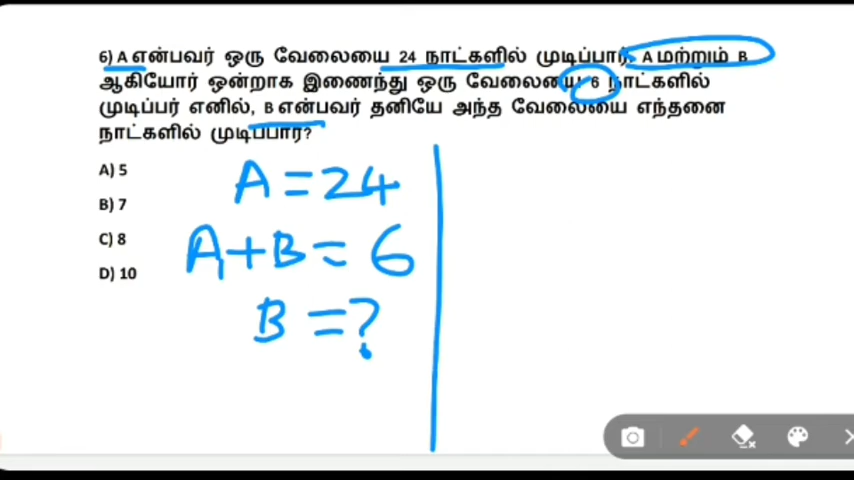 6) A என்பவர் ஒரு வேலையை 24 நாட்களில் முடிப்பார். A மற்றும் B
ஆகியோர் ஒன்றாக இணைந்து ஒரு வேலையை 6 நாட்களில்
முடிப்பர் எனில், B என்பவர் தனியே அந்த வேலையை எந்தனை
நாட்களில் முடிப்பார்?
A) 5
B) 7
C) 8
D) 10
A = 24
A + B = 6
B = ?